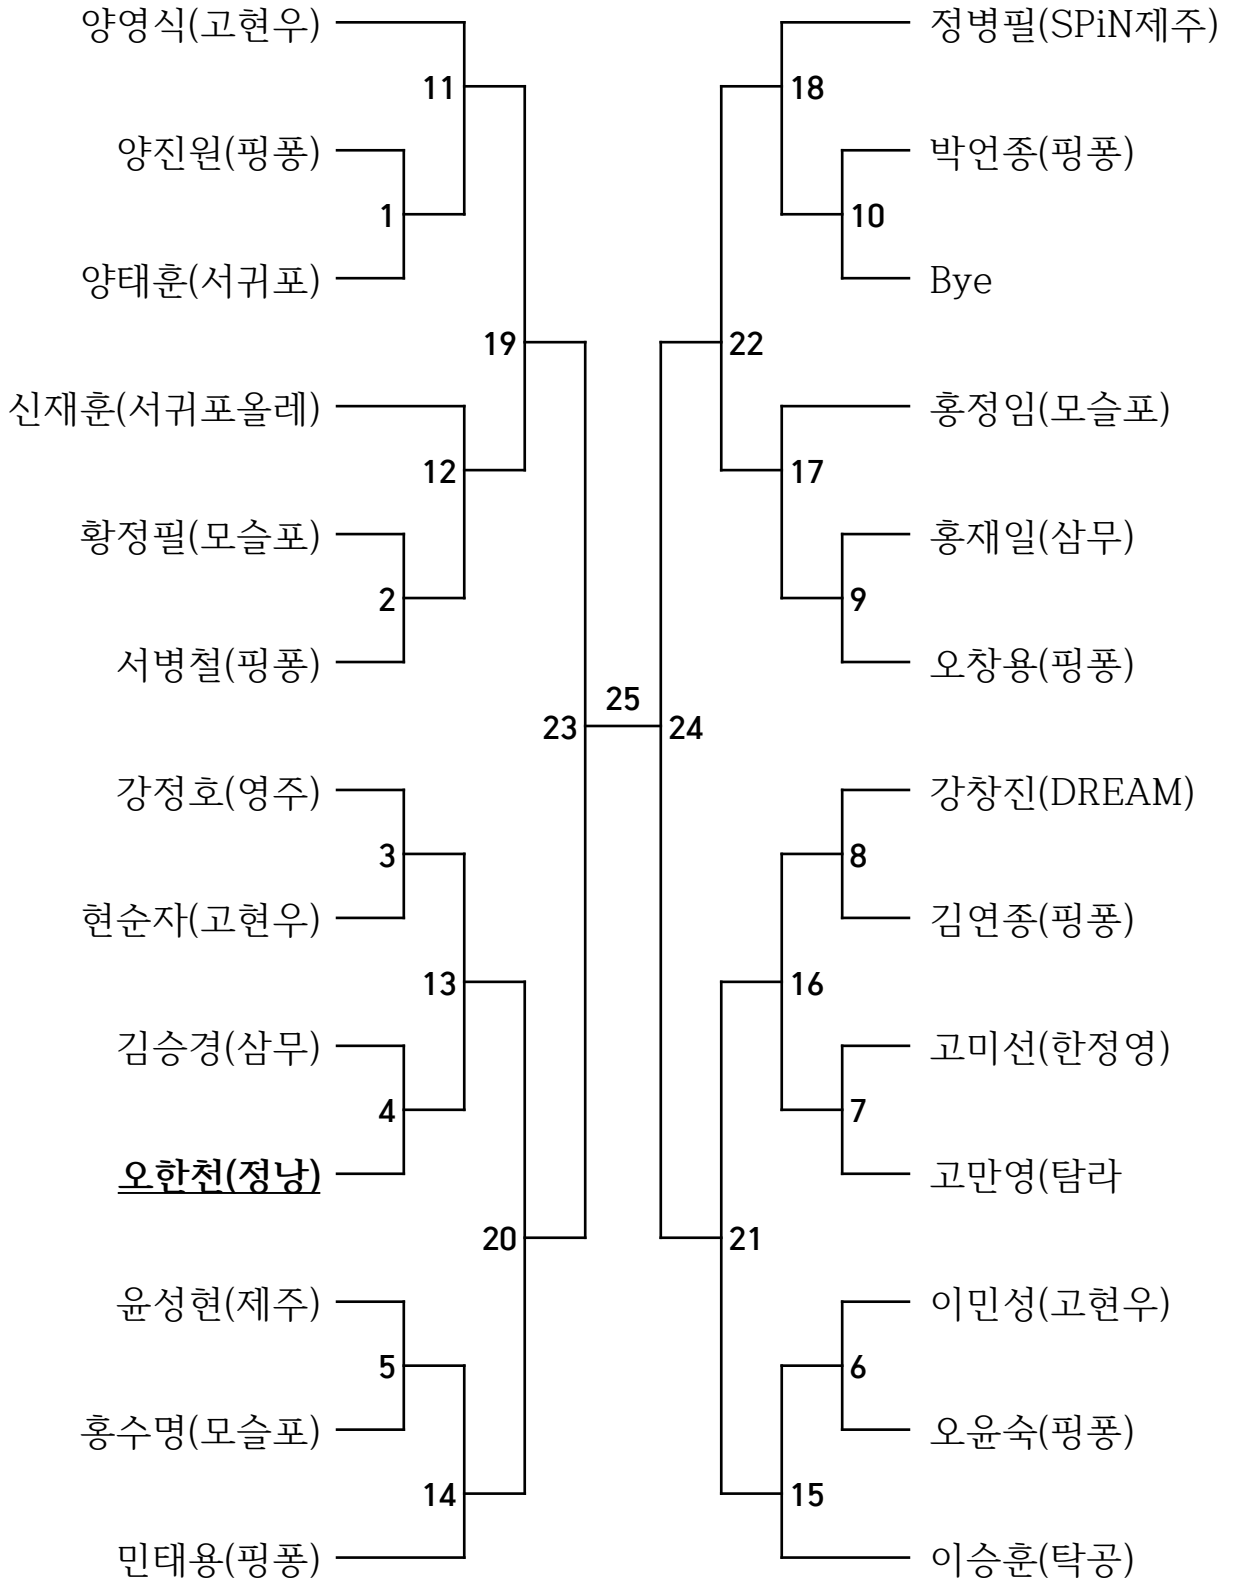 양영식(고현우)
11
양진원(핑퐁)
1
양태훈(서귀포)
19
신재훈(서귀포올레)
12
황정필(모슬포)
2
서병철(핑퐁)
23
강정호(영주)
3
현순자(고현우)
13
김승경(삼무)
4
오한천(정낭)
20
윤성현(제주)
5
홍수명(모슬포)
14
민태용(핑퐁)
25
정병필(SPiN제주)
18
박언종(핑퐁)
10
Bye
22
홍정임(모슬포)
17
홍재일(삼무)
9
오창용(핑퐁)
24
강창진(DREAM)
8
김연종(핑퐁)
16
고미선(한정영)
7
고만영(탐라
21
이민성(고현우)
6
오윤숙(핑퐁)
15
이승훈(탁공)